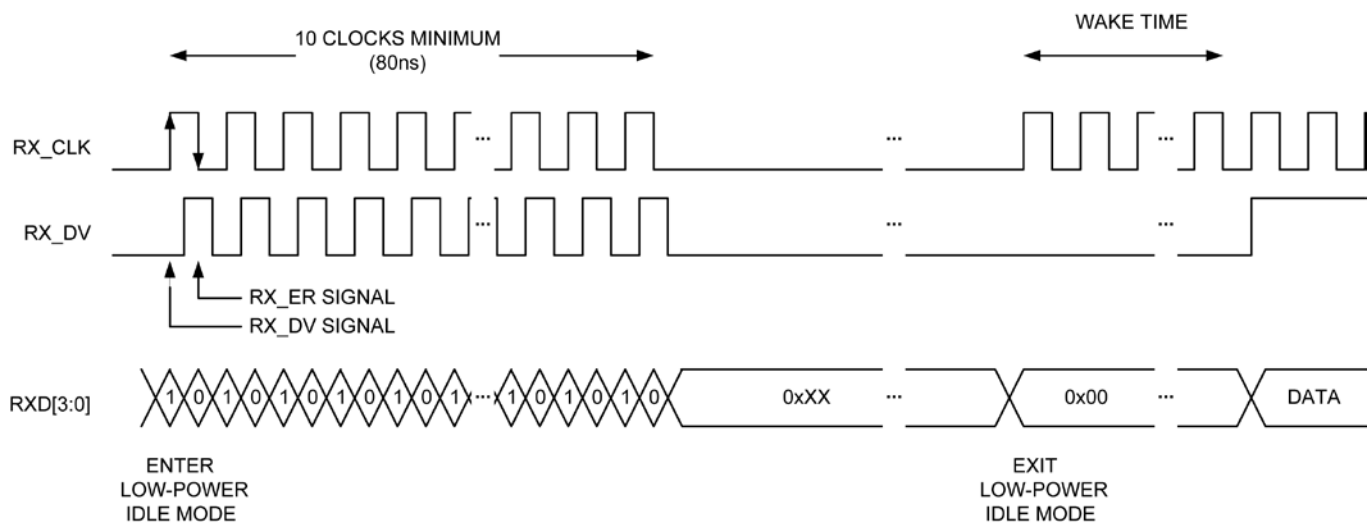 10 CLOCKS MINIMUM
(80ns)
WAKE TIME
RX_CLK
...
...
...
RX_DV
...
...
...
RX_ER SIGNAL
RX_DV SIGNAL
RXD[3:0]
1 0 1 0 1 0 1 0 1 0 1 ... 1 0 1 0 1 0
0xXX
...
0x00
...
DATA
ENTER
LOW-POWER
IDLE MODE
EXIT
LOW-POWER
IDLE MODE